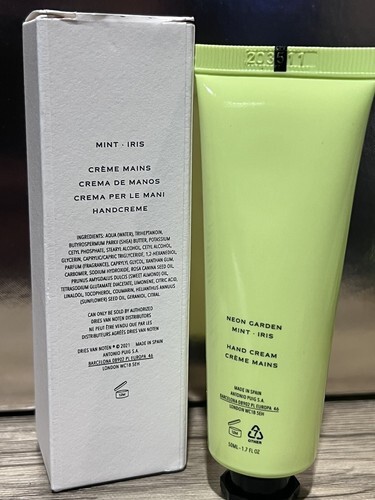 MINT · IRIS
CRÈME MAINS
CREMA DE MANOS
CREMA PER LE MANI
HANDCREME
INGREDIENTS: AQUA (WATER), TRIHEPTANOIN,
BUTYROSPERMUM PARKII (SHEA) BUTTER, POTASSIUM
CETYL PHOSPHATE, STEARYL ALCOHOL, CETYL ALCOHOL,
GLYCERIN, CAPRYLIC/CAPRIC TRIGLYCERIDE, 1,2-HEXANEDIOL,
PARFUM (FRAGRANCE), CAPRYLYL GLYCOL, XANTHAN GUM,
CARBOMER, SODIUM HYDROXIDE, ROSA CANINA SEED OIL,
PRUNUS AMYGDALUS DULCIS (SWEET ALMOND) OIL,
TETRASODIUM GLUTAMATE DIACETATE, LIMONENE, CITRIC ACID,
LINALOOL, TOCOPHEROL, COUMARIN, HELIANTHUS ANNUUS
(SUNFLOWER) SEED OIL, GERANIOL, CITRAL
CAN ONLY BE SOLD BY AUTHORIZED
DRIES VAN NOTEN DISTRIBUTORS
NE PEUT ÊTRE VENDU QUE PAR LES
DISTRIBUTEURS AGRÉÉS DRIES VAN NOTEN
DRIES VAN NOTEN ® © 2021 · MADE IN SPAIN
ANTONIO PUIG S.A.
BARCELONA 08902 PL EUROPA 46
LONDON WC1B 5EH
12M
203511
NEON GARDEN
MINT · IRIS
HAND CREAM
CRÈME MAINS
MADE IN SPAIN
ANTONIO PUIG S.A.
BARCELONA 08902 PL EUROPA 46
LONDON WC1B 5EH
12M
7
OTHER
50ML-1.7 FL.OZ